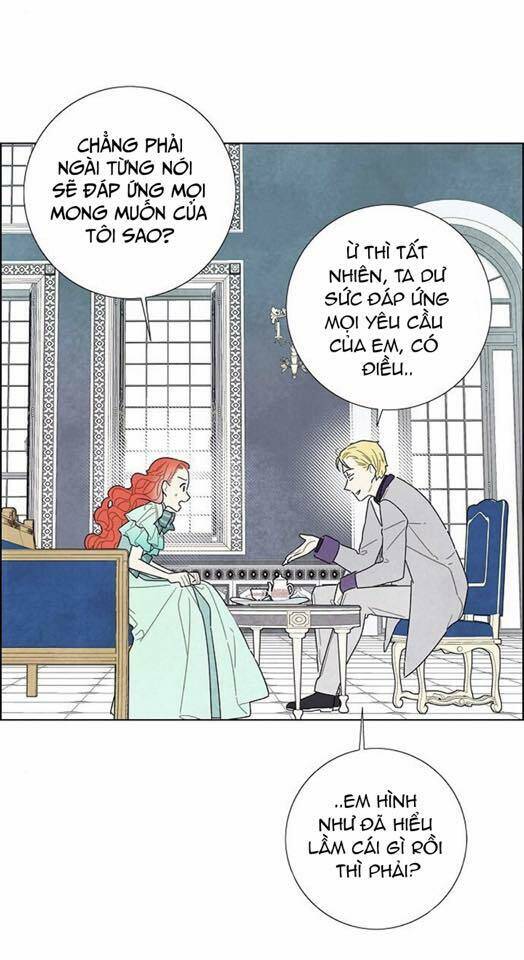 CHẲNG PHẢI
NGÀI TỪNG NÓI
SẼ ĐÁP ỨNG MỌI
MONG MUỐN CỦA
TÔI SAO?
Ừ THÌ TẤT
NHIÊN, TA DƯ
SỨC ĐÁP ỨNG
MỌI YÊU CẦU
CỦA EM, CÓ
ĐIỀU..
..EM HÌNH
NHƯ ĐÃ HIỂU
LẦM CÁI GÌ RỒI
THÌ PHẢI?